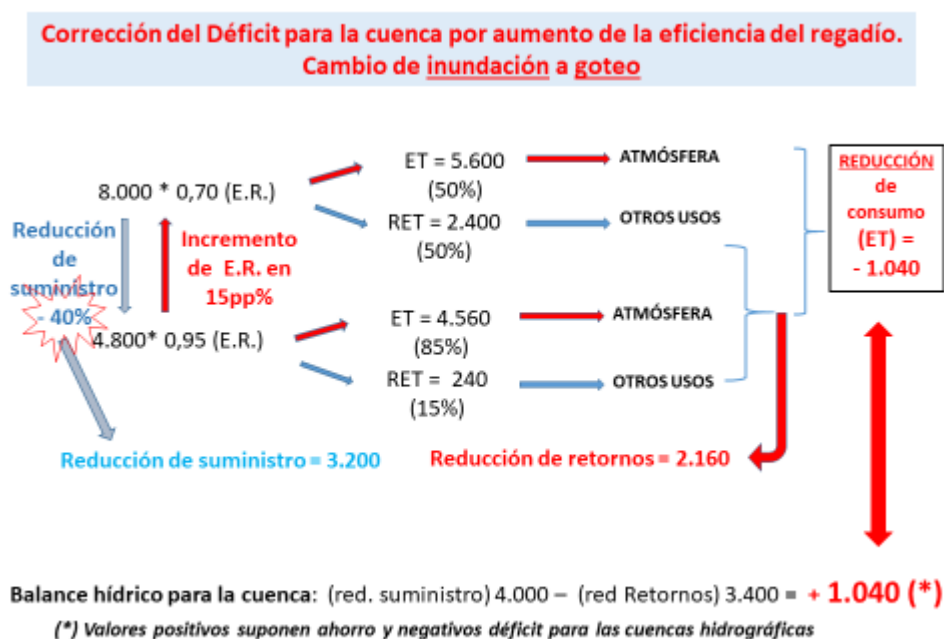 Corrección del Déficit para la cuenca por aumento de la eficiencia del regadío.
Cambio de inundación a goteo
8.000 * 0,70 (E.R.)
ET = 5.600
(50%)
ATMÓSFERA
RET = 2.400
(50%)
OTROS USOS
Reducción
de
suministro
- 40%
Incremento
de E.R. en
15pp%
4.800* 0,95 (E.R.)
ET = 4.560
(85%)
ATMÓSFERA
RET = 240
(15%)
OTROS USOS
REDUCCIÓN
de
consumo
(ET) =
- 1.040
Reducción de suministro = 3.200
Reducción de retornos = 2.160
Balance hídrico para la cuenca: (red. suministro) 4.000 – (red Retornos) 3.400 = + 1.040 (*)
(*) Valores positivos suponen ahorro y negativos déficit para las cuencas hidrográficas